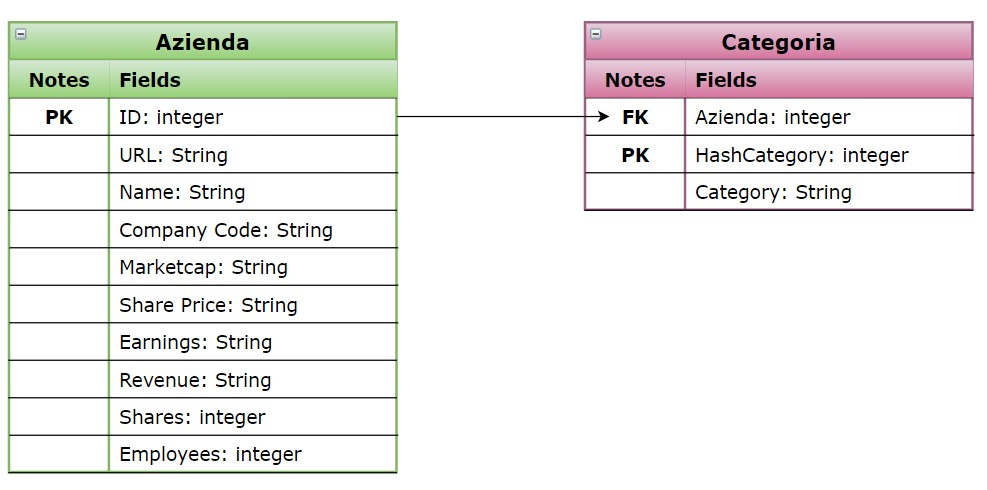 Azienda
Notes Fields
PK ID: integer
URL: String
Name: String
Company Code: String
Marketcap: String
Share Price: String
Earnings: String
Revenue: String
Shares: integer
Employees: integer
Categoria
Notes Fields
FK Azienda: integer
PK HashCategory: integer
Category: String